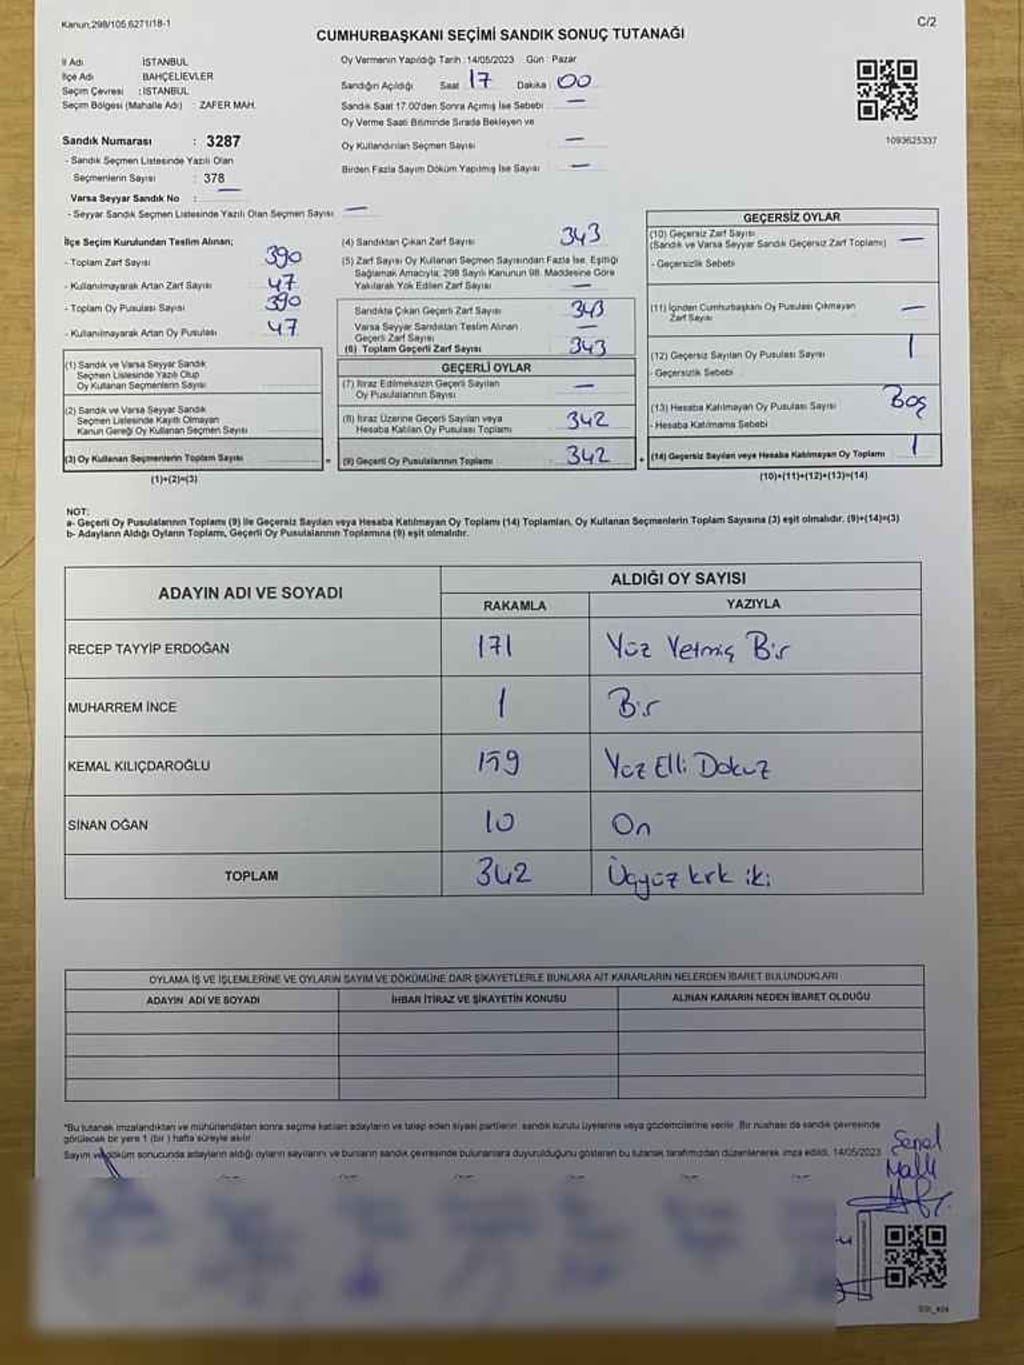 Kanun:298/105,6271/18-1
C/2
CUMHURBAŞKANI SEÇİMİ SANDIK SONUÇ TUTANAĞI
İl Adı İSTANBUL
İlçe Adı BAHÇELİEVLER
Seçim Çevresi : İSTANBUL
Seçim Bölgesi (Mahalle Adı) : ZAFER MAH.
Sandık Numarası : 3287
- Sandık Seçmen Listesinde Yazılı Olan
Seçmenlerin Sayısı : 378
Varsa Seyyar Sandık No : —
- Seyyar Sandık Seçmen Listesinde Yazılı Olan Seçmen Sayısı —
Oy Vermenin Yapıldığı Tarih : 14/05/2023 Gün : Pazar
Sandığın Açıldığı Saat 17 Dakika 00
Sandık Saat 17.00'den Sonra Açımış İse Sebebi : —
Oy Verme Saati Bitiminde Sırada Bekleyen ve
Oy Kullandırılan Seçmen Sayısı —
Birden Fazla Sayım Döküm Yapılmış İse Sayısı —
1093625337
İlçe Seçim Kurulundan Teslim Alınan;
- Toplam Zarf Sayısı 390
- Kullanılmayarak Artan Zarf Sayısı 47
- Toplam Oy Pusulası Sayısı 390
- Kullanılmayarak Artan Oy Pusulası 47
(1) Sandık ve Varsa Seyyar Sandık
Seçmen Listesinde Yazılı Olup
Oy Kullanan Seçmenlerin Sayısı
(2) Sandık ve Varsa Seyyar Sandık
Seçmen Listesinde Kayıtlı Olmayan
Kanun Gereği Oy Kullanan Seçmen Sayısı
(3) Oy Kullanan Seçmenlerin Toplam Sayısı
(1)+(2)=(3)
(4) Sandıktan Çıkan Zarf Sayısı 343
(5) Zarf Sayısı Oy Kullanan Seçmen Sayısından Fazla İse, Eşitliği
Sağlamak Amacıyla, 298 Sayılı Kanunun 98. Maddesine Göre
Yakılarak Yok Edilen Zarf Sayısı —
Sandıkta Çıkan Geçerli Zarf Sayısı 343
Varsa Seyyar Sandıktan Teslim Alınan
Geçerli Zarf Sayısı —
(6) Toplam Geçerli Zarf Sayısı 343
GEÇERLİ OYLAR
(7) İtiraz Edilmeksizin Geçerli Sayılan
Oy Pusulasının Sayısı —
(8) İtiraz Üzerine Geçerli Sayılan veya
Hesaba Katılan Oy Pusulası Toplamı 342
= (9) Geçerli Oy Pusulalarının Toplamı 342 +
GEÇERSİZ OYLAR
(10) Geçersiz Zarf Sayısı —
(Sandık ve Varsa Seyyar Sandık Geçersiz Zarf Toplamı)
- Geçersizlik Sebebi
(11) İçinden Cumhurbaşkanı Oy Pusulası Çıkmayan
Zarf Sayısı —
(12) Geçersiz Sayılan Oy Pusulası Sayısı 1
- Geçersizlik Sebebi
Boş
(13) Hesaba Katılmayan Oy Pusulası Sayısı
- Hesaba Katılmama Sebebi
(14) Geçersiz Sayılan veya Hesaba Katılmayan Oy Toplamı 1
(10)+(11)+(12)+(13)=(14)
NOT:
a- Geçerli Oy Pusulalarının Toplamı (9) ile Geçersiz Sayılan veya Hesaba Katılmayan Oy Toplamı (14) Toplamları, Oy Kullanan Seçmenlerin Toplam Sayısına (3) eşit olmalıdır. (9)+(14)=(3)
b- Adayların Aldığı Oyların Toplamı, Geçerli Oy Pusulalarının Toplamına (9) eşit olmalıdır.
ADAYIN ADI VE SOYADI
ALDIĞI OY SAYISI
RAKAMLA YAZIYLA
RECEP TAYYİP ERDOĞAN 171 Yüz Yetmiş Bir
MUHARREM İNCE 1 Bir
KEMAL KILIÇDAROĞLU 159 Yüz Elli Dokuz
SİNAN OĞAN 10 On
TOPLAM 342 Üçyüz kırk iki
OYLAMA İŞ VE İŞLEMLERİNE VE OYLARIN SAYIM VE DÖKÜMÜNE DAİR ŞİKAYETLERLE BUNLARA AİT KARARLARIN NELERDEN İBARET BULUNDUKLARI
ADAYIN ADI VE SOYADI İHBAR İTİRAZ VE ŞİKAYETİN KONUSU ALINAN KARARIN NEDEN İBARET OLDUĞU
*Bu tutanak imzalandıktan ve mühürlendikten sonra seçime katılan adayların ve talep eden siyasi partilerin, sandık kurulu üyelerine veya gözlemcilerine verilir. Bir nüshası da sandık çevresinde
görülecek bir yere 1 (bir ) hafta süreyle asılır.
Sayım ve döküm sonucunda adayların aldığı oyların sayılarını ve bunların sandık çevresinde bulunanlara duyurulduğunu gösteren bu tutanak tarafımızdan düzenlenerek imza edildi. 14/05/2023